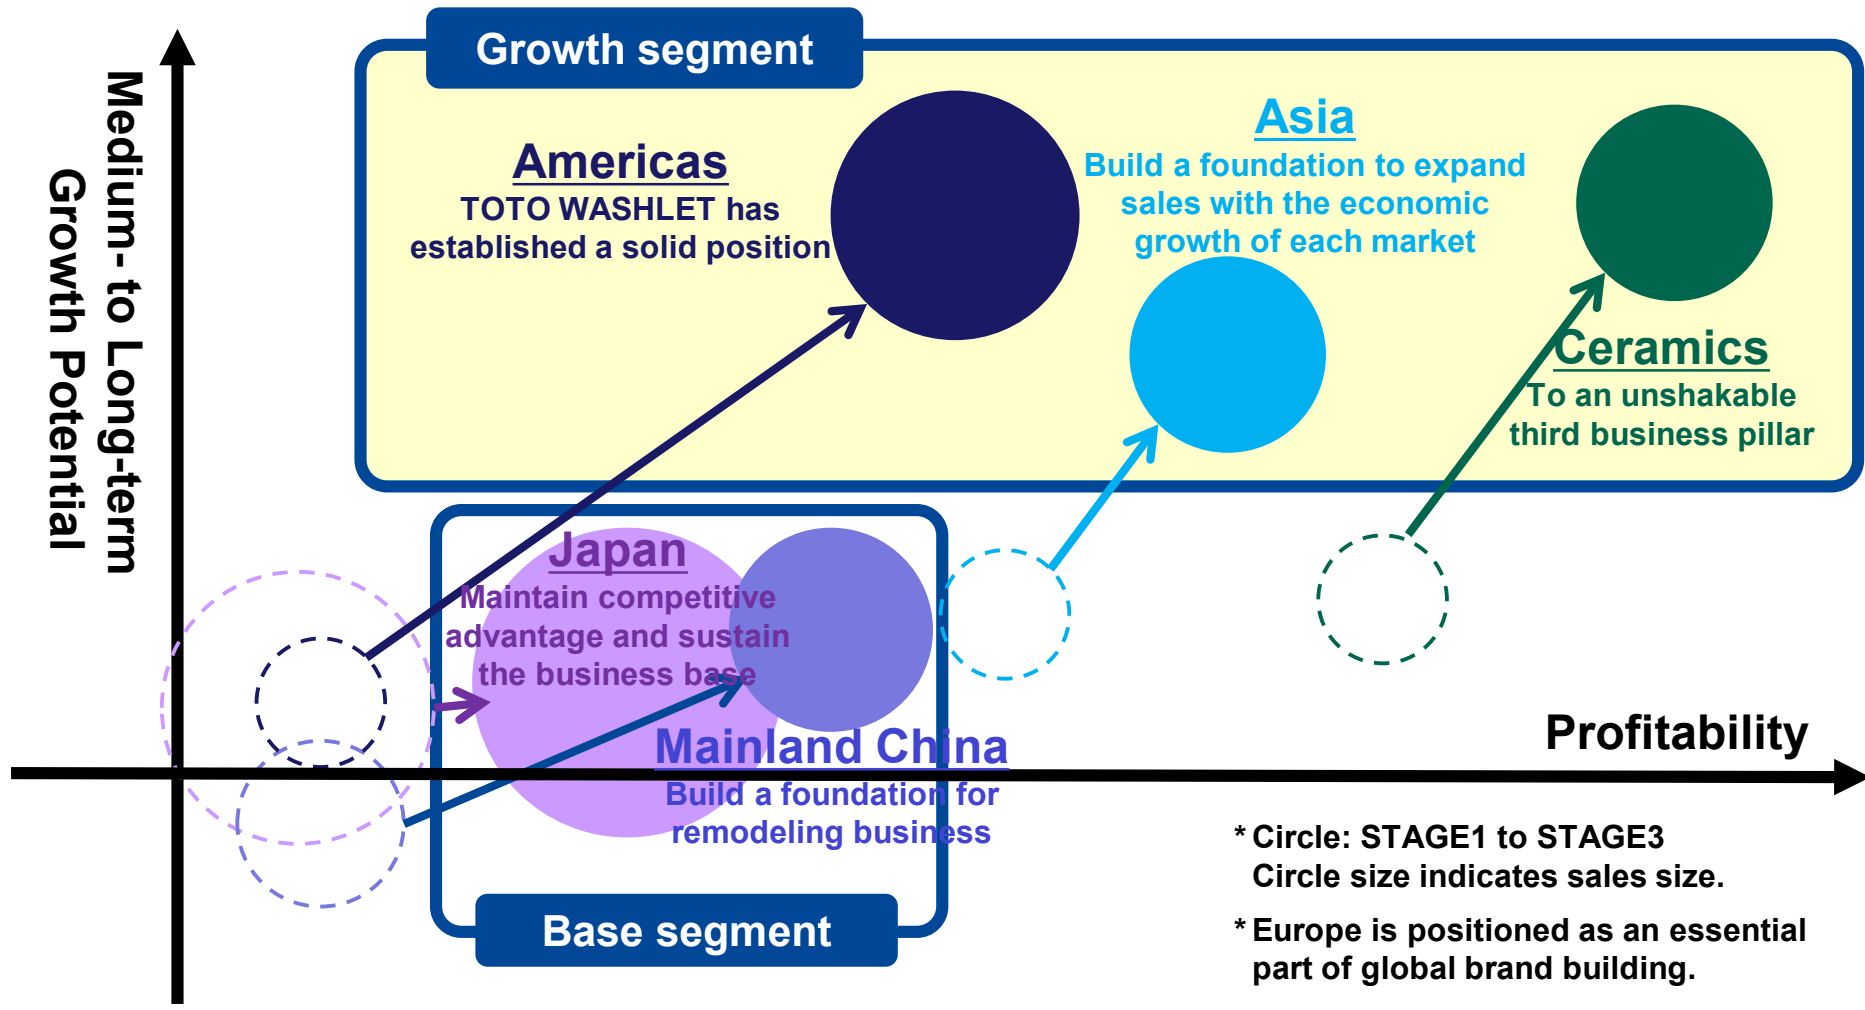 Growth segment
Medium- to Long-term
Growth Potential
Americas
TOTO WASHLET has
established a solid position
Asia
Build a foundation to expand
sales with the economic
growth of each market
Ceramics
To an unshakable
third business pillar
Japan
Maintain competitive
advantage and sustain
the business base
Mainland China
Build a foundation for
remodeling business
Profitability
Base segment
* Circle: STAGE1 to STAGE3
Circle size indicates sales size.
* Europe is positioned as an essential
part of global brand building.